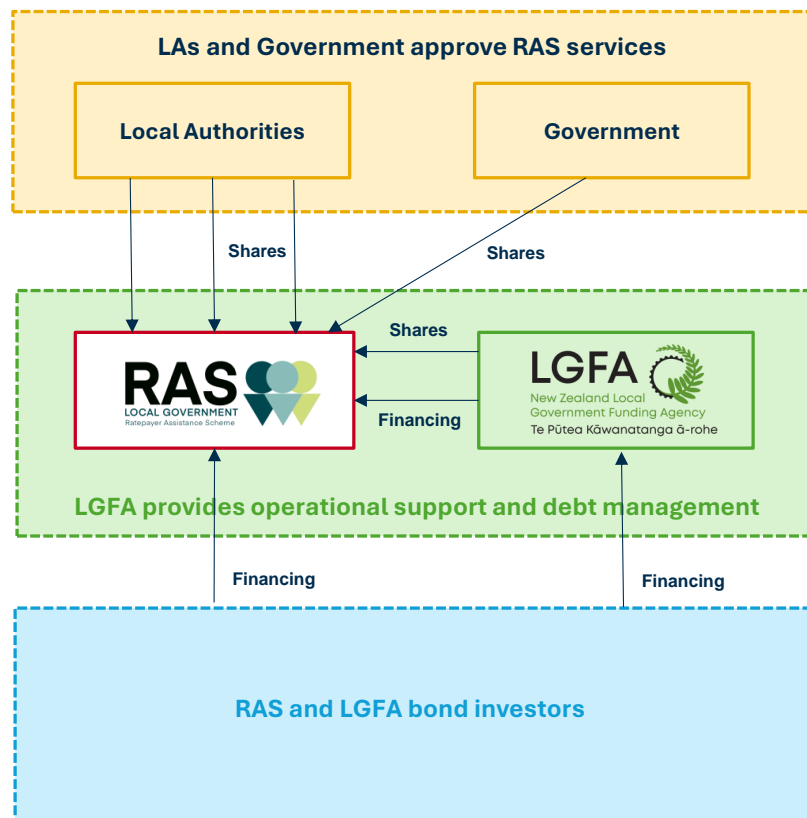 LAs and Government approve RAS services
Local Authorities
Government
Shares
Shares
RAS
LOCAL GOVERNMENT
Ratepayer Assistance Scheme
Shares
Financing
LGFA
New Zealand Local
Government Funding Agency
Te Pūtea Kāwanatanga ā-rohe
LGFA provides operational support and debt management
Financing
Financing
RAS and LGFA bond investors